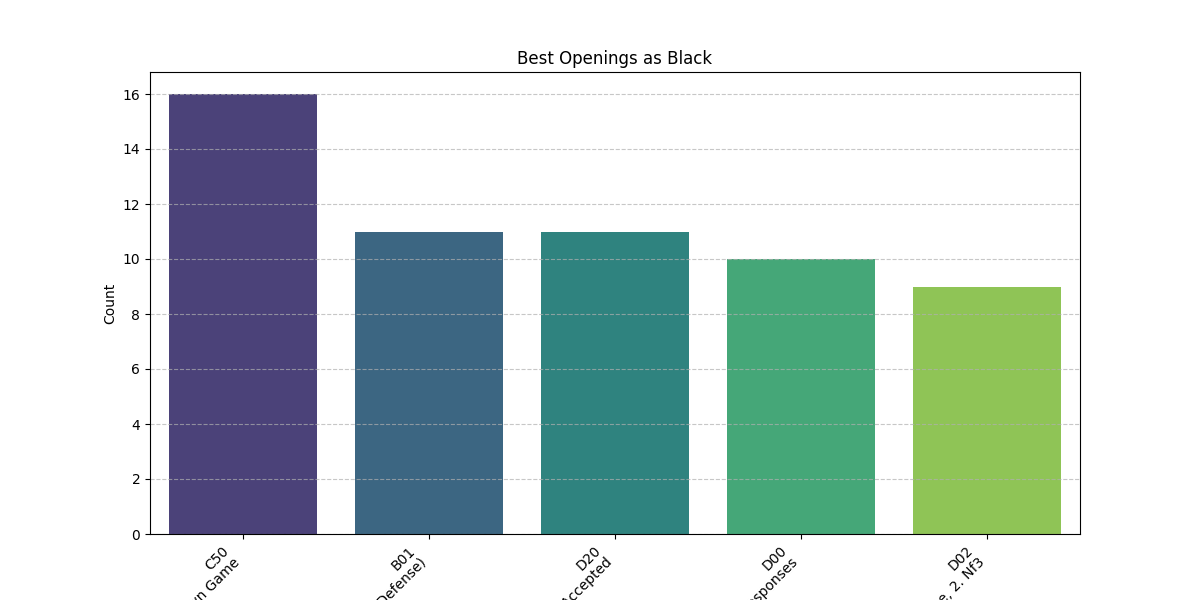 Best Openings as Black
Count
16
14
12
10
8
6
4
2
0
C50
Game
B01
Defense)
D20
Accepted
D00
D02
2. Nf3